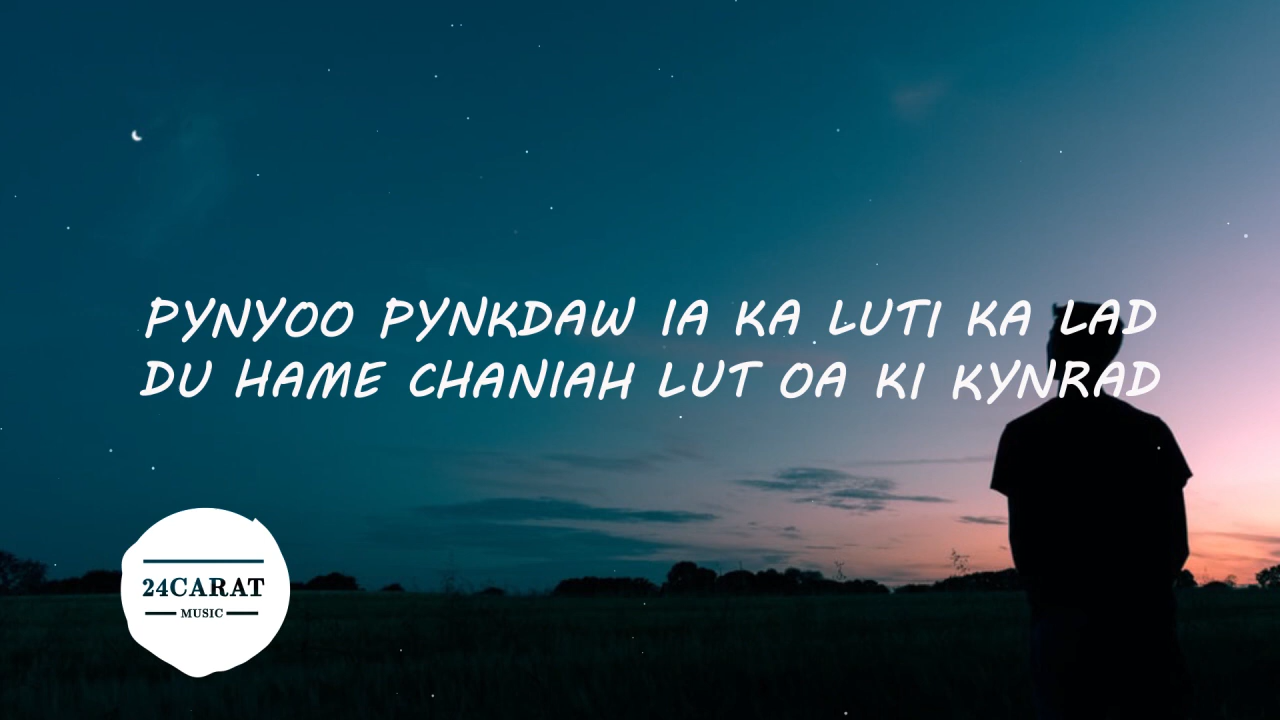 PYNYOO PYNKDAW IA KA LUTI KA LAD
DU HAME CHANIAH LUT OA KI KYNRAD
24CARAT
MUSIC